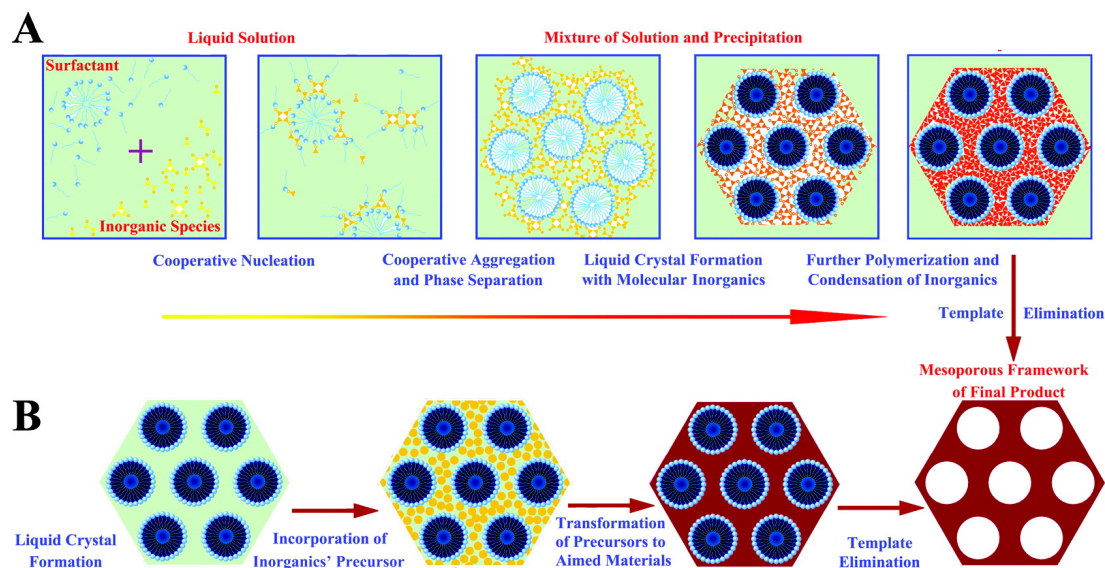 A
Liquid Solution
Mixture of Solution and Precipitation
Surfactant
+
Inorganic Species
Cooperative Nucleation
Cooperative Aggregation
and Phase Separation
Liquid Crystal Formation
with Molecular Inorganics
Further Polymerization and
Condensation of Inorganics
Template Elimination
Mesoporous Framework
of Final Product
B
Liquid Crystal
Formation
Incorporation of
Inorganics' Precursor
Transformation
of Precursors to
Aimed Materials
Template
Elimination